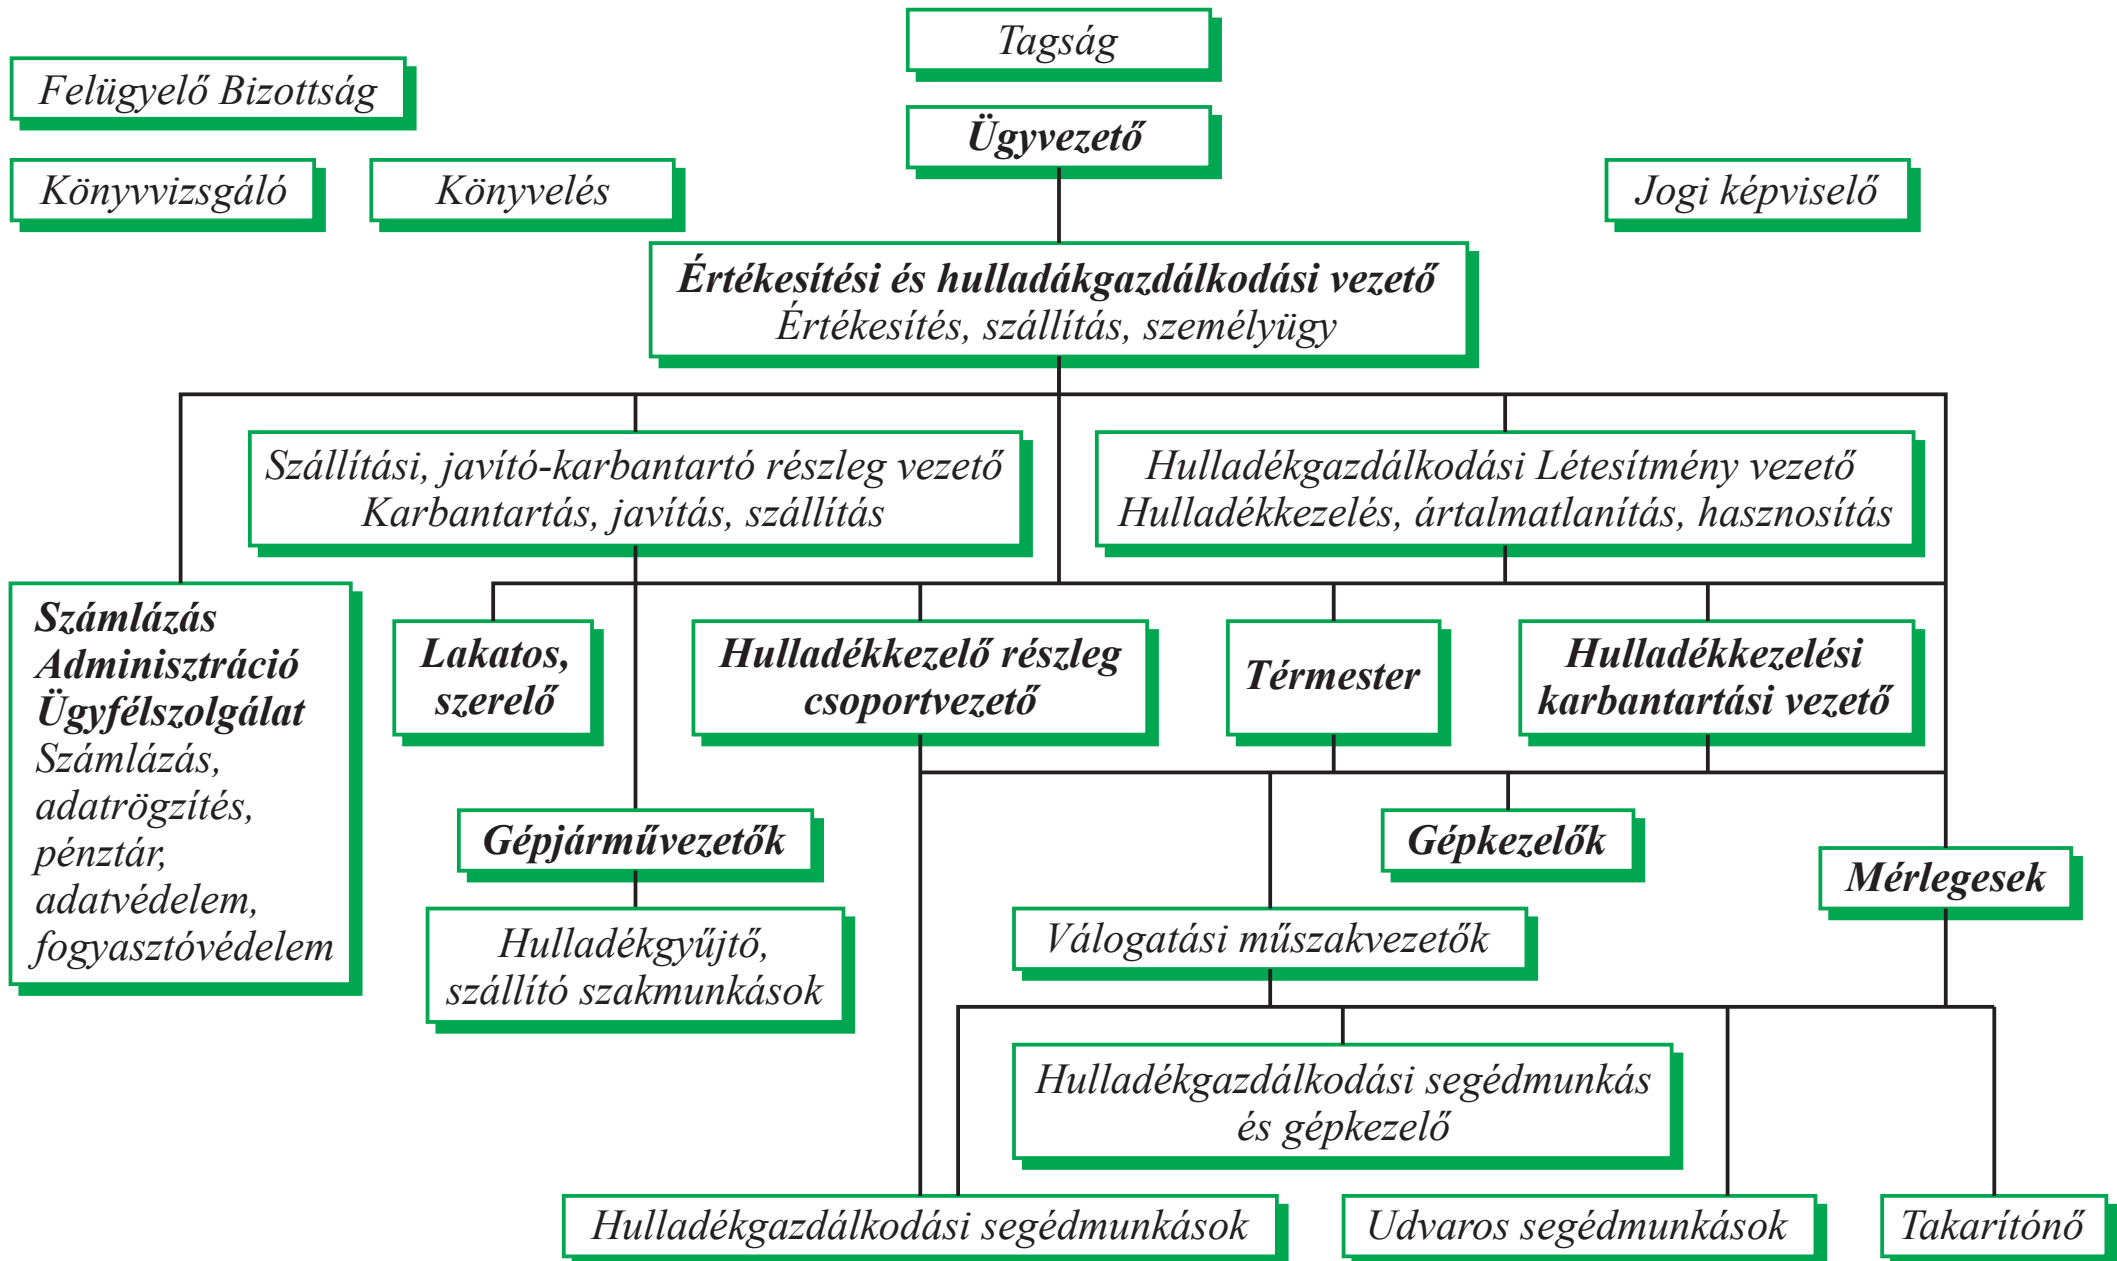 Tagság
Felügyelő Bizottság
Ügyvezető
Könyvvizsgáló
Könyvelés
Jogi képviselő
Értékesítési és hulladákgazdálkodási vezető
Értékesítés, szállítás, személyügy
Szállítási, javító-karbantartó részleg vezető
Karbantartás, javítás, szállítás
Hulladékgazdálkodási Létesítmény vezető
Hulladékkezelés, ártalmatlanítás, hasznosítás
Számlázás
Adminisztráció
Ügyfélszolgálat
Számlázás,
adatrögzítés,
pénztár,
adatvédelem,
fogyasztóvédelem
Lakatos,
szerelő
Hulladékkezelő részleg
csoportvezető
Térmester
Hulladékkezelési
karbantartási vezető
Gépjárművezetők
Gépkezelők
Mérlegesek
Hulladékgyűjtő,
szállító szakmunkások
Válogatási műszakvezetők
Hulladékgazdálkodási segédmunkás
és gépkezelő
Hulladékgazdálkodási segédmunkások
Udvaros segédmunkások
Takarítónő